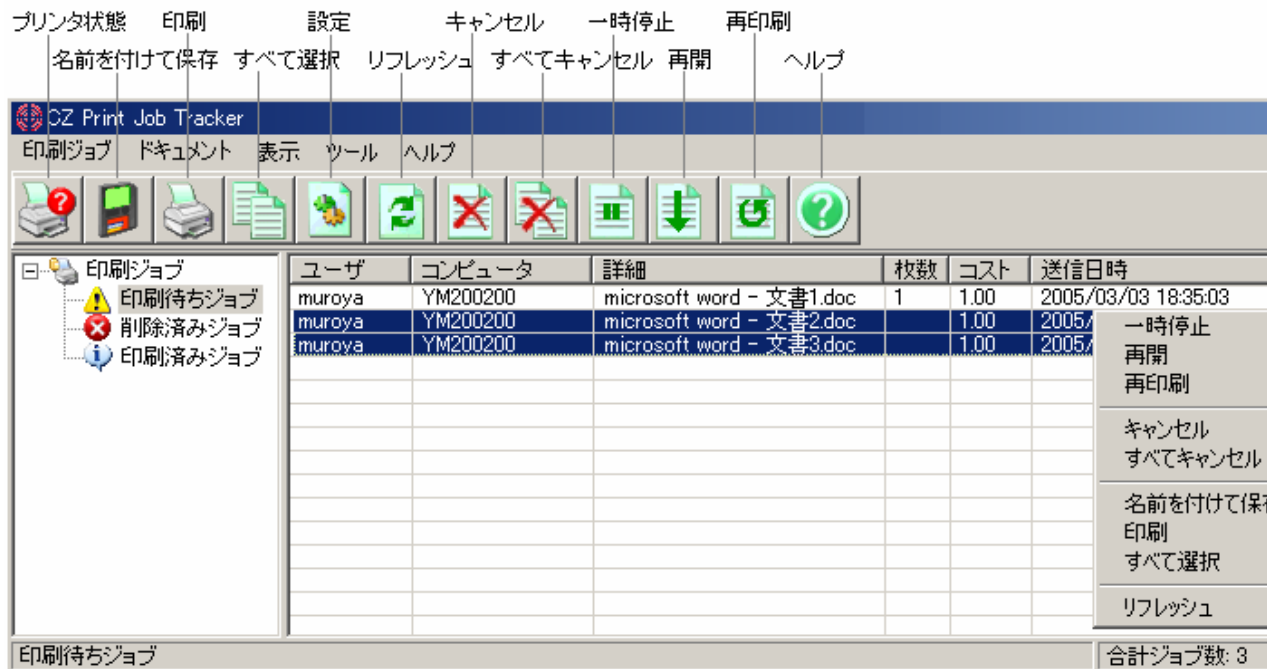 プリンタ状態 印刷 設定 キャンセル 一時停止 再印刷
名前を付けて保存 すべて選択 リフレッシュ すべてキャンセル 再開 ヘルプ
CZ Print Job Tracker
印刷ジョブ ドキュメント 表示 ツール ヘルプ
印刷ジョブ
印刷待ちジョブ
削除済みジョブ
印刷済みジョブ
ユーザ コンピュータ 詳細 枚数 コスト 送信日時
muroya YM200200 microsoft word - 文書1.doc 1 1.00 2005/03/03 18:35:03
muroya YM200200 microsoft word - 文書2.doc 1.00 2005/
muroya YM200200 microsoft word - 文書3.doc 1.00 2005/
一時停止
再開
再印刷
キャンセル
すべてキャンセル
名前を付けて保存
印刷
すべて選択
リフレッシュ
印刷待ちジョブ 合計ジョブ数: 3